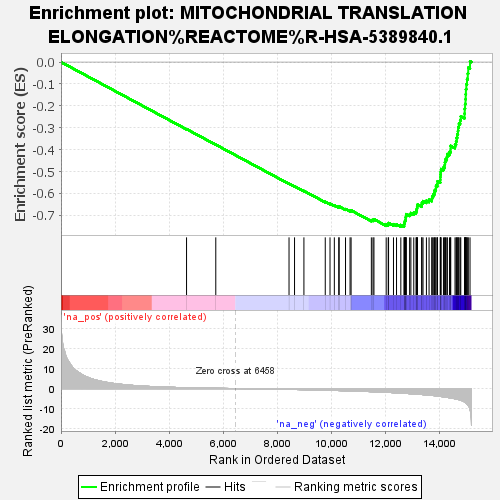 Enrichment plot: MITOCHONDRIAL TRANSLATION
ELONGATION%REACTOME%R-HSA-5389840.1
Enrichment score (ES)
0.0
-0.1
-0.2
-0.3
-0.4
-0.5
-0.6
-0.7
'na_pos' (positively correlated)
Zero cross at 6458
'na_neg' (negatively correlated)
Ranked list metric (PreRanked)
30
20
10
0
-10
-20
0
2,000
4,000
6,000
8,000
10,000
12,000
14,000
Rank in Ordered Dataset
Enrichment profile
Hits
Ranking metric scores